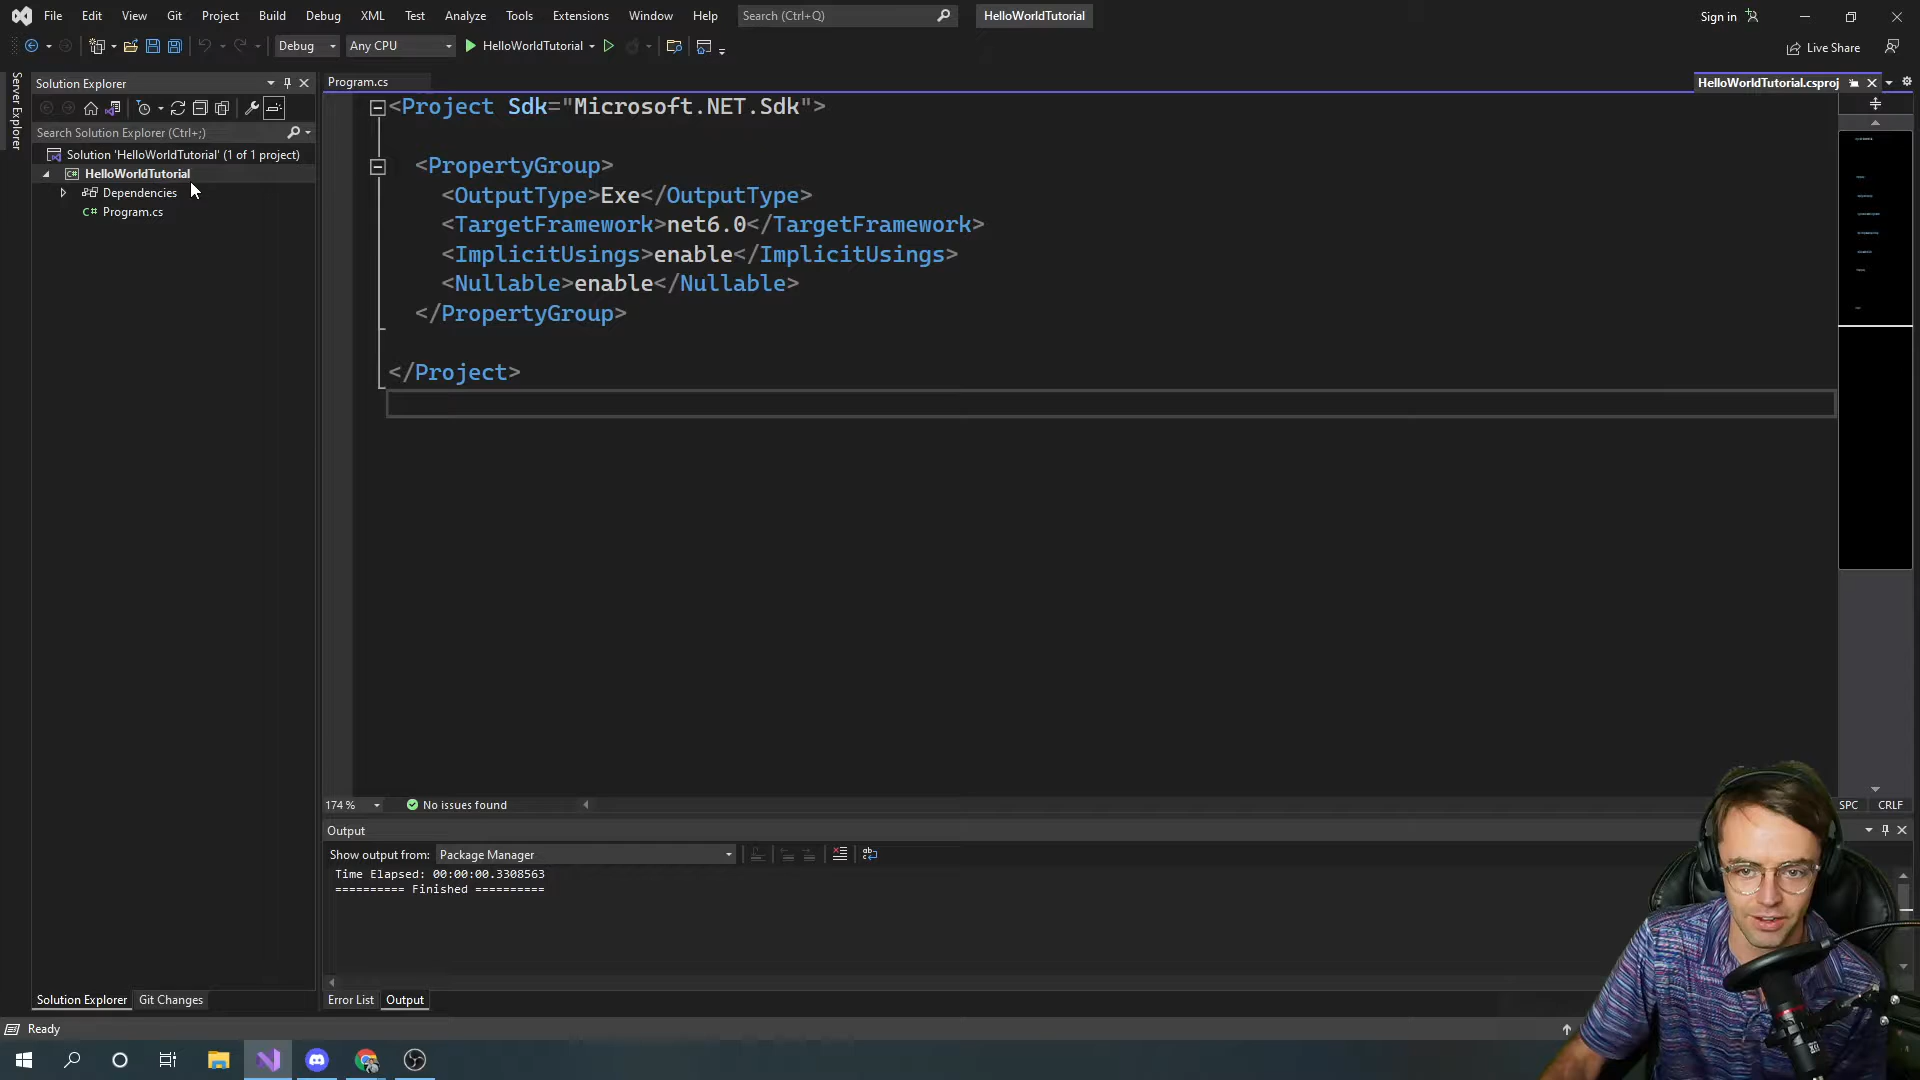 File Edit View Git Project Build Debug XML Test Analyze Tools Extensions Window Help Search (Ctrl+Q) HelloWorldTutorial Sign in
Debug Any CPU HelloWorldTutorial Live Share
Server Explorer
Solution Explorer
Search Solution Explorer (Ctrl+;)
Solution 'HelloWorldTutorial' (1 of 1 project)
C# HelloWorldTutorial
Dependencies
C# Program.cs
Program.cs HelloWorldTutorial.csproj
<Project Sdk="Microsoft.NET.Sdk">
<PropertyGroup>
<OutputType>Exe</OutputType>
<TargetFramework>net6.0</TargetFramework>
<ImplicitUsings>enable</ImplicitUsings>
<Nullable>enable</Nullable>
</PropertyGroup>
</Project>
174 % No issues found SPC CRLF
Output
Show output from: Package Manager
Time Elapsed: 00:00:00.3308563
========== Finished ==========
Solution Explorer Git Changes Error List Output
Ready